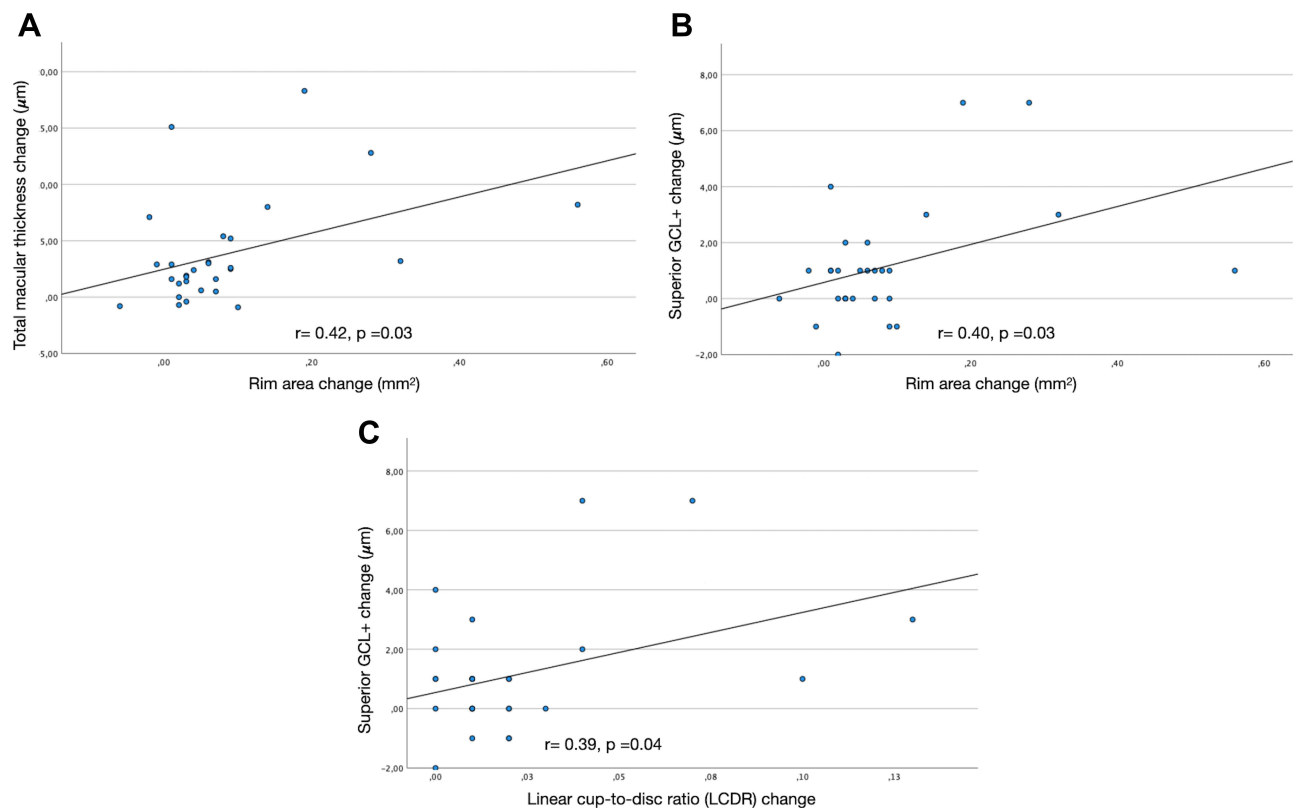 A
Total macular thickness change (µm)
0,00
5,00
0,00
5,00
,00
-5,00
r= 0.42, p =0.03
,00 ,20 ,40 ,60
Rim area change (mm²)
B
Superior GCL+ change (µm)
8,00
6,00
4,00
2,00
,00
-2,00
r= 0.40, p =0.03
,00 ,20 ,40 ,60
Rim area change (mm²)
C
Superior GCL+ change (µm)
8,00
6,00
4,00
2,00
,00
-2,00
r= 0.39, p =0.04
,00 ,03 ,05 ,08 ,10 ,13
Linear cup-to-disc ratio (LCDR) change